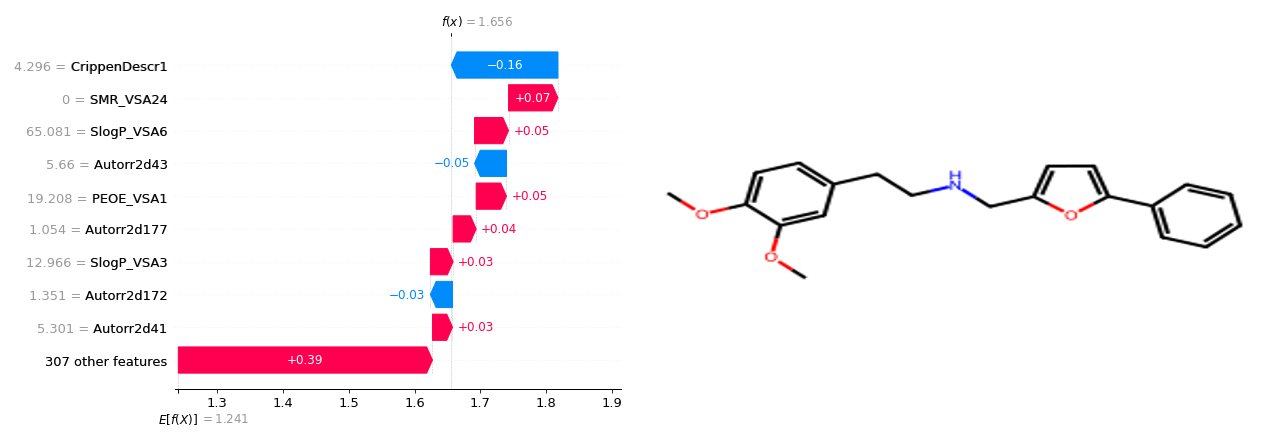 f(x) = 1.656
4.296 = CrippenDescr1 −0.16
0 = SMR_VSA24 +0.07
65.081 = SlogP_VSA6 +0.05
5.66 = Autorr2d43 −0.05
19.208 = PEOE_VSA1 +0.05
1.054 = Autorr2d177 +0.04
12.966 = SlogP_VSA3 +0.03
1.351 = Autorr2d172 −0.03
5.301 = Autorr2d41 +0.03
307 other features +0.39
1.3 1.4 1.5 1.6 1.7 1.8 1.9
E[f(X)] = 1.241
H
N
O
O
O